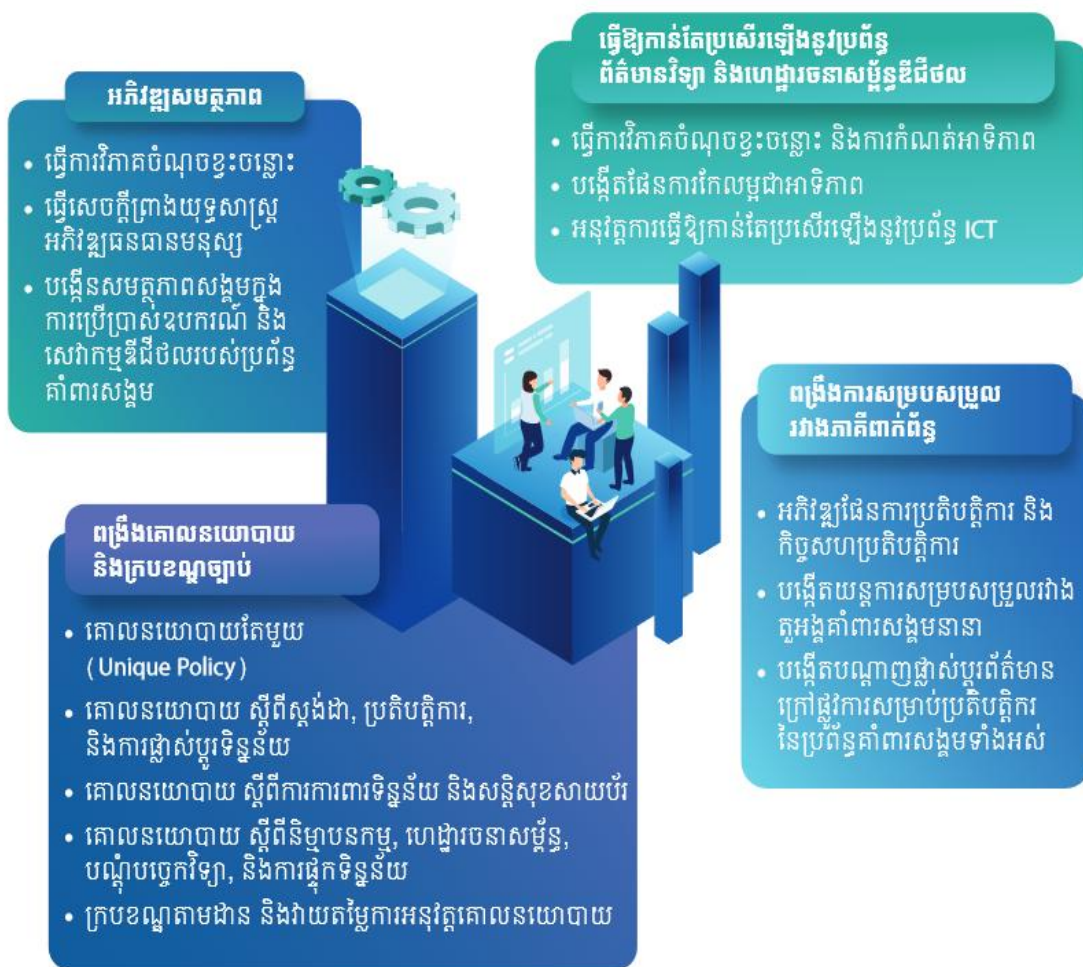 អភិវឌ្ឍសមត្ថភាព
• ធ្វើការវិភាគចំណុចខ្វះចន្លោះ
• ធ្វើសេចក្តីព្រាងយុទ្ធសាស្ត្រ
អភិវឌ្ឍធនធានមនុស្ស
• បង្កើនសមត្ថភាពសង្គមក្នុង
ការប្រើប្រាស់ឧបករណ៍ និង
សេវាកម្មឌីជីថលរបស់ប្រព័ន្ធ
គាំពារសង្គម
ធ្វើឱ្យកាន់តែប្រសើរឡើងនូវប្រព័ន្ធ
ព័ត៌មានវិទ្យា និងហេដ្ឋារចនាសម្ព័ន្ធឌីជីថល
• ធ្វើការវិភាគចំណុចខ្វះចន្លោះ និងការកំណត់អាទិភាព
• បង្កើតផែនការកែលម្អជាអាទិភាព
• អនុវត្តការធ្វើឱ្យកាន់តែប្រសើរឡើងនូវប្រព័ន្ធ ICT
ពង្រឹងការសម្របសម្រួល
រវាងភាគីពាក់ព័ន្ធ
• អភិវឌ្ឍផែនការប្រតិបត្តិការ និង
កិច្ចសហប្រតិបត្តិការ
• បង្កើតយន្តការសម្របសម្រួលរវាង
តួអង្គគាំពារសង្គមនានា
• បង្កើតបណ្តាញផ្លាស់ប្តូរព័ត៌មាន
ក្រៅផ្លូវការសម្រាប់ប្រតិបត្តិករ
នៃប្រព័ន្ធគាំពារសង្គមទាំងអស់
ពង្រឹងគោលនយោបាយ
និងក្របខណ្ឌច្បាប់
• គោលនយោបាយតែមួយ
(Unique Policy)
• គោលនយោបាយ ស្តីពីស្តង់ដា, ប្រតិបត្តិការ,
និងការផ្លាស់ប្តូរទិន្នន័យ
• គោលនយោបាយ ស្តីពីការការពារទិន្នន័យ និងសន្តិសុខសាយប័រ
• គោលនយោបាយ ស្តីពីនិម្មាបនកម្ម, ហេដ្ឋារចនាសម្ព័ន្ធ,
បណ្តុំបច្ចេកវិទ្យា, និងការផ្ទុកទិន្នន័យ
• ក្របខណ្ឌតាមដាន និងវាយតម្លៃការអនុវត្តគោលនយោបាយ